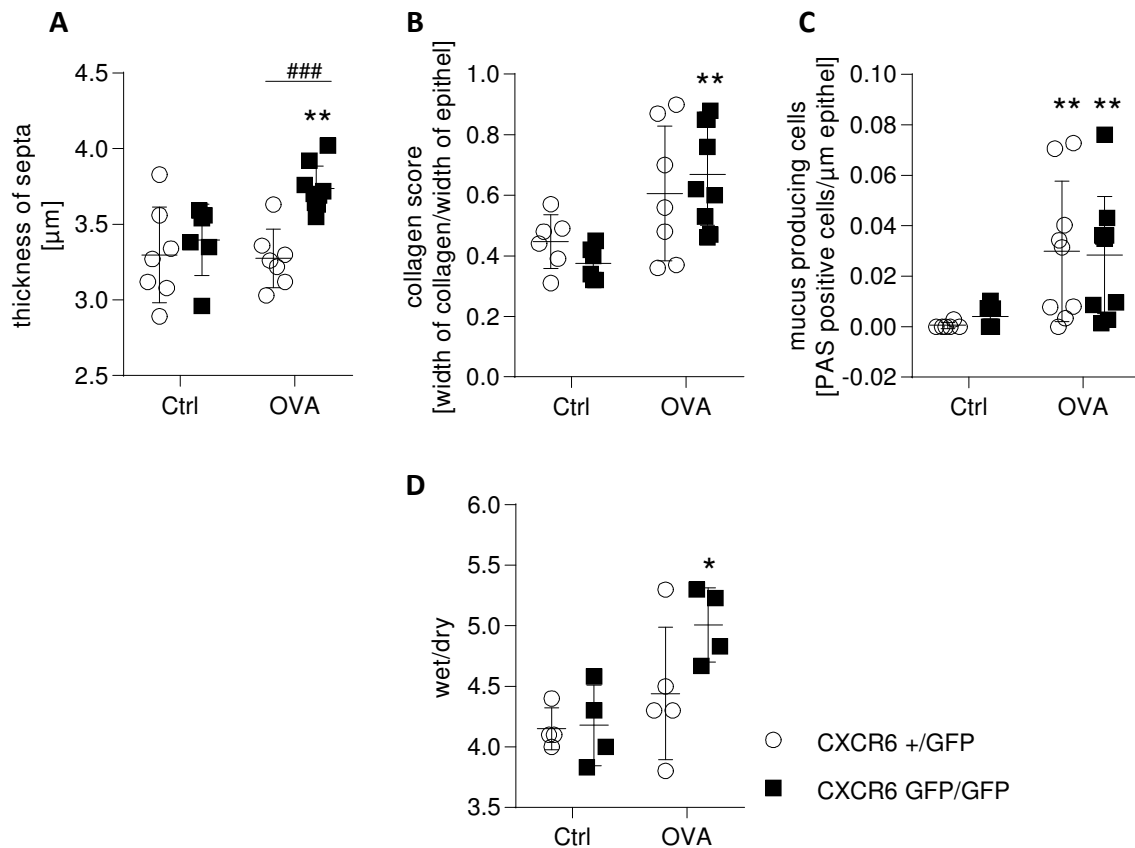 A
thickness of septa
[µm]
4.5
4.0
3.5
3.0
2.5
###
**
Ctrl
OVA
B
collagen score
[width of collagen/width of epithel]
1.0
0.8
0.6
0.4
0.2
0.0
**
Ctrl
OVA
C
mucus producing cells
[PAS positive cells/µm epithel]
0.10
0.08
0.06
0.04
0.02
0.00
-0.02
** **
Ctrl
OVA
D
wet/dry
6.0
5.5
5.0
4.5
4.0
3.5
*
Ctrl
OVA
CXCR6 +/GFP
CXCR6 GFP/GFP